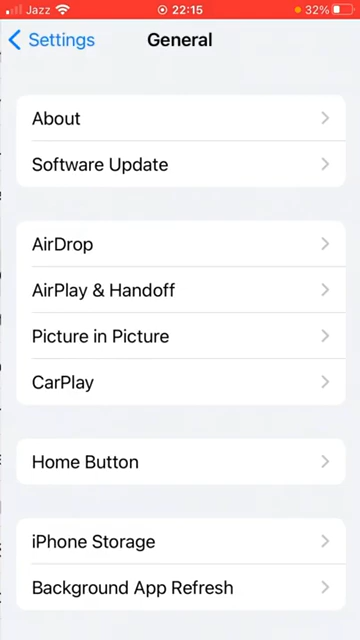 Jazz 22:15 32%
Settings General
About
Software Update
AirDrop
AirPlay & Handoff
Picture in Picture
CarPlay
Home Button
iPhone Storage
Background App Refresh